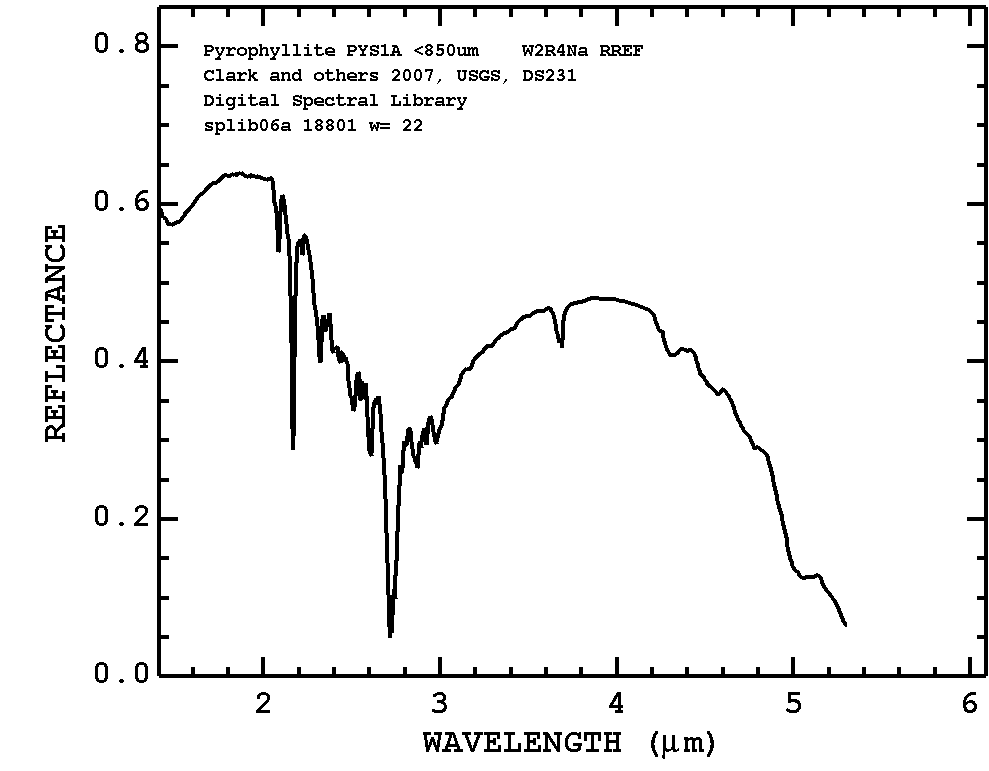 Pyrophyllite PYS1A <850um    W2R4Na RREF
Clark and others 2007, USGS, DS231
Digital Spectral Library
splib06a 18801 w= 22
0.8
0.6
0.4
0.2
0.0
REFLECTANCE
2 3 4 5 6
WAVELENGTH (μm)